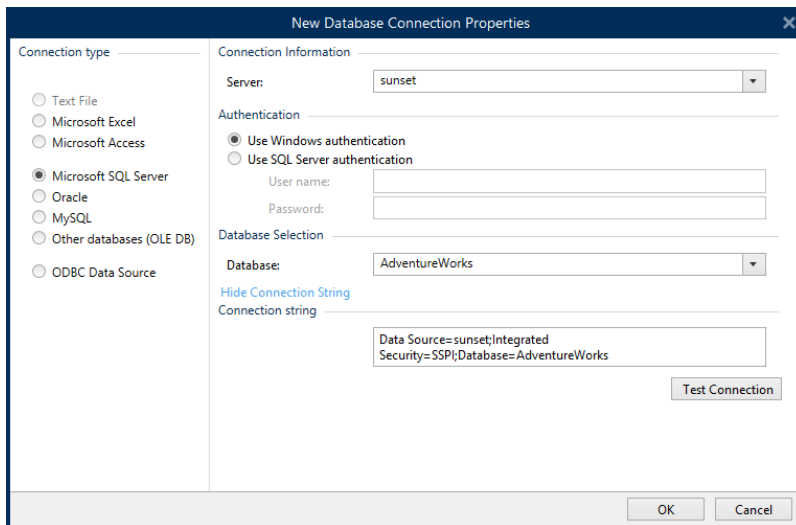 New Database Connection Properties
Connection type
Text File
Microsoft Excel
Microsoft Access
Microsoft SQL Server
Oracle
MySQL
Other databases (OLE DB)
ODBC Data Source
Connection Information
Server: sunset
Authentication
Use Windows authentication
Use SQL Server authentication
User name:
Password:
Database Selection
Database: AdventureWorks
Hide Connection String
Connection string
Data Source=sunset;Integrated
Security=SSPI;Database=AdventureWorks
Test Connection
OK Cancel